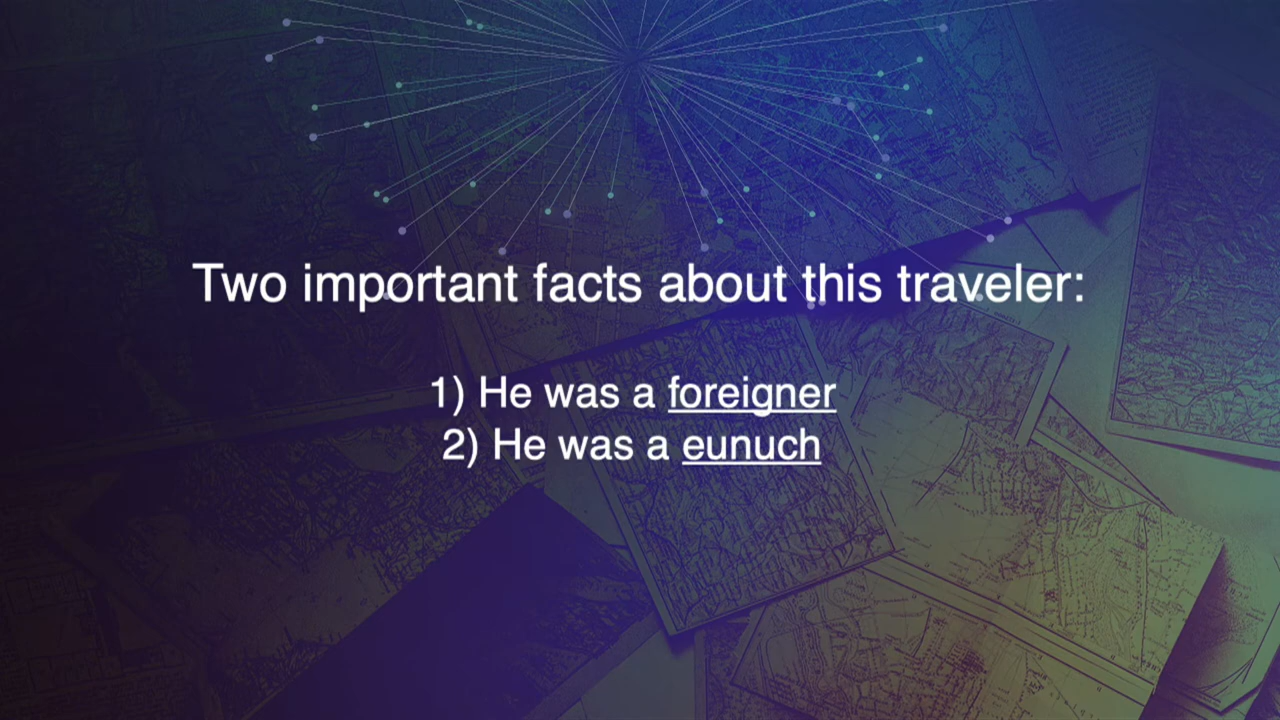 Two important facts about this traveler:
1) He was a foreigner
2) He was a eunuch